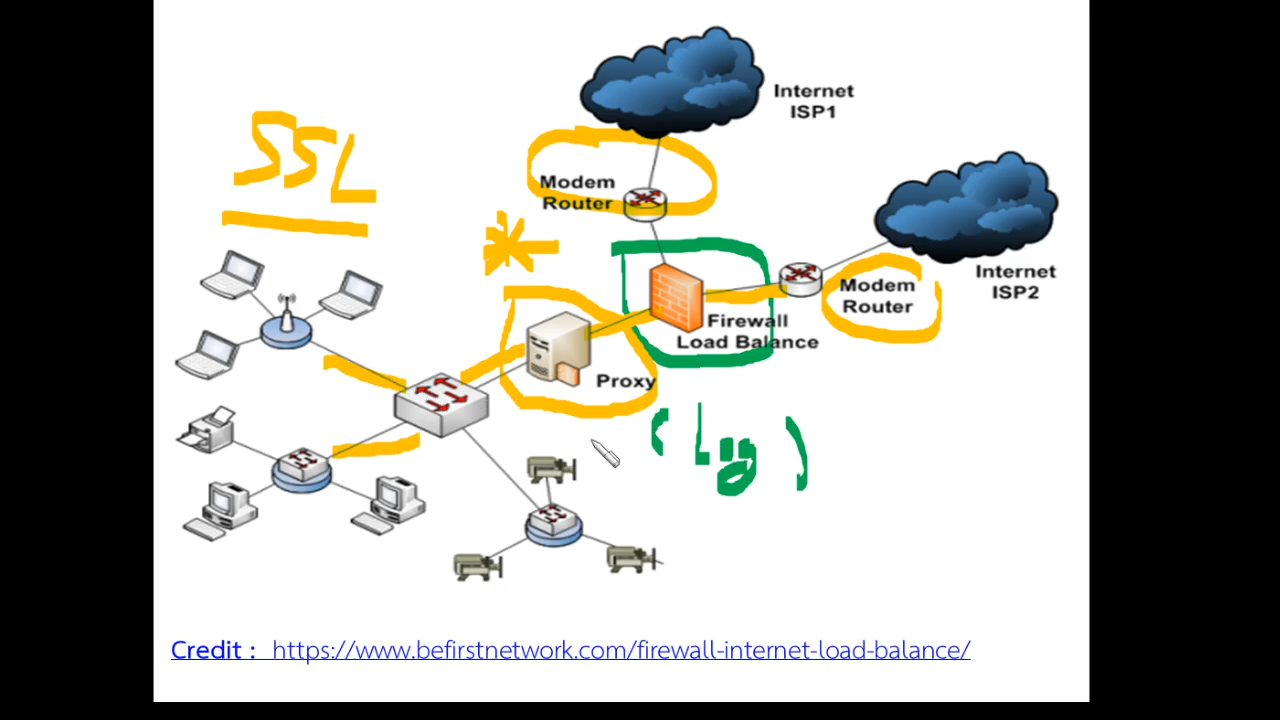 Internet
ISP1
SSL
Modem
Router
Internet
ISP2
Modem
Router
Firewall
Load Balance
Proxy
(Log)
Credit : https://www.befirstnetwork.com/firewall-internet-load-balance/